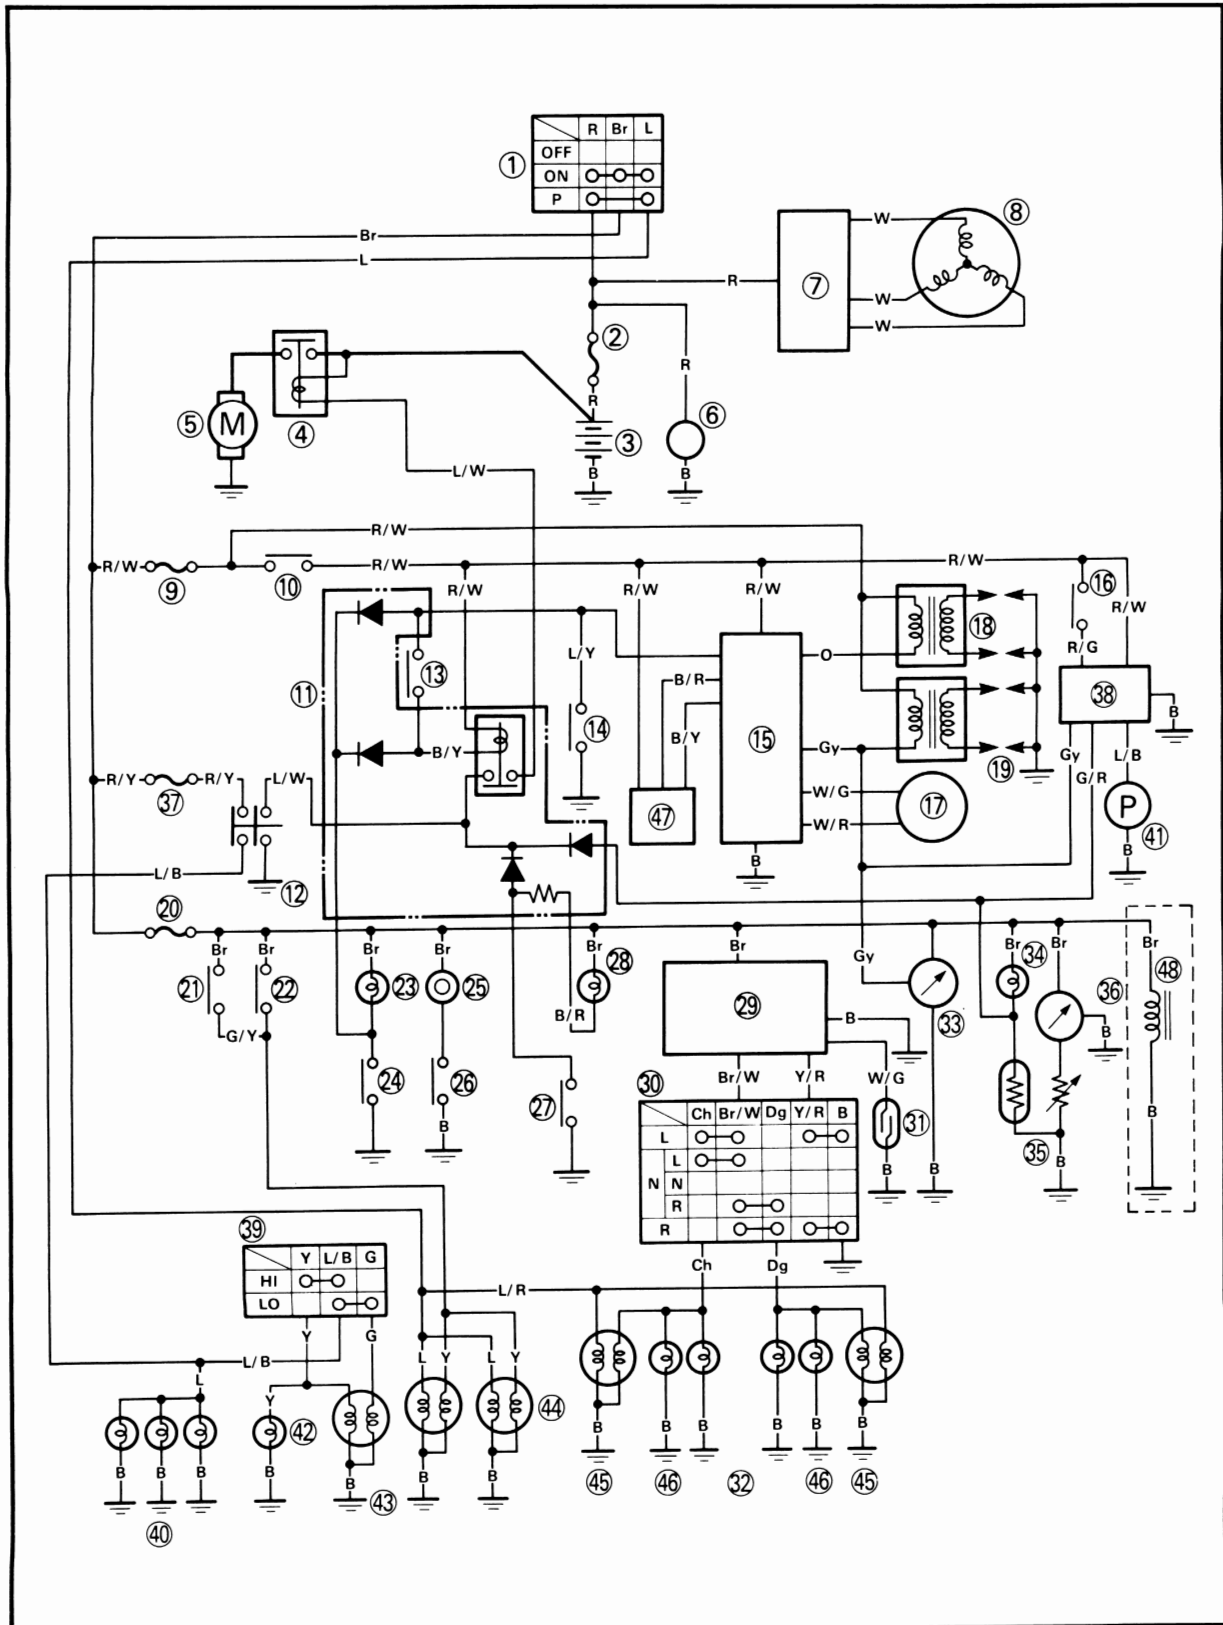 R Br L
OFF
① ON
P
Br
L
W ⑧
R ⑦ W
W
②
R
R
⑤ M ④ ③ ⑥
B B
L/W
R/W
R/W ⑨ ⑩ R/W R/W ⑯
R/W R/W R/W R/W
⑱
L/Y O R/G
⑬ B/R
⑪ ⑭ ⑮ ㊳ B
B/Y B/Y Gy Gy L/B
⑲ G/R
R/Y R/Y L/W W/G
㊲ ㊼ ⑰ P
W/R ㊶
B B
L/B ⑫
⑳
Br Br Br Br Br Br Br Br Br
㉑ ㉒ ㉓ ㉕ ㉘ Gy ㉞ ㊱ ㊽
B/R ㉙ ㉝
G/Y B B
W/G
㉔ ㉖ ㉗ ㉚ Br/W Y/R
Ch Br/W Dg Y/R B ㉛
B L B
L
N N ㉟
R B B B
R
㊴ Y L/B G
HI Ch Dg
LO L/R
Y G
L/B L Y L Y
L
Y ㊷ ㊹
B B B B B B
B B B B B B B
㊺ ㊻ ㉜ ㊻ ㊺
㊵ ㊸